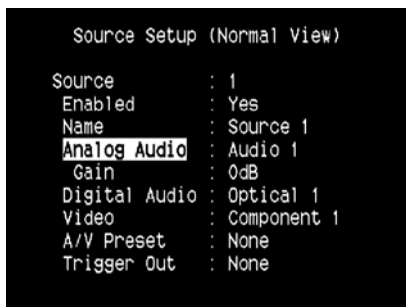 Source Setup (Normal View)
Source : 1
Enabled : Yes
Name : Source 1
Analog Audio : Audio 1
Gain : 0dB
Digital Audio : Optical 1
Video : Component 1
A/V Preset : None
Trigger Out : None